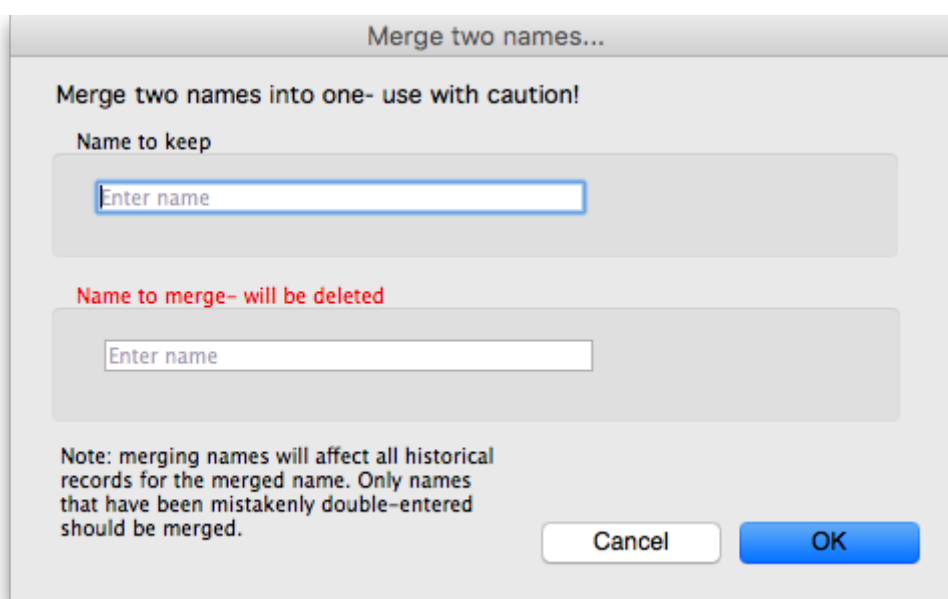 Merge two names...
Merge two names into one- use with caution!
Name to keep
Enter name
Name to merge- will be deleted
Enter name
Note: merging names will affect all historical
records for the merged name. Only names
that have been mistakenly double-entered
should be merged.
Cancel
OK